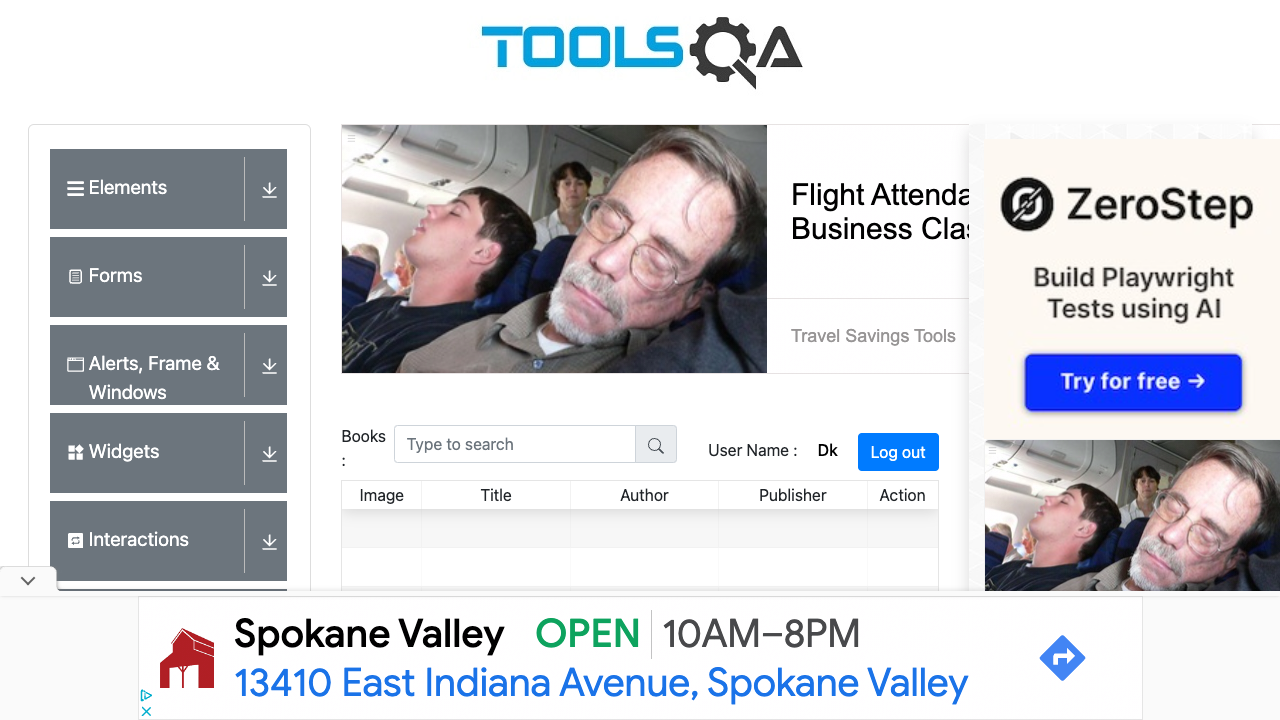 TOOLSQA
Elements
Forms
Alerts, Frame &
Windows
Widgets
Interactions
Flight Attenda
Business Clas
Travel Savings Tools
ZeroStep
Build Playwright
Tests using AI
Try for free →
Books
:
Type to search
User Name :
Dk
Log out
Image
Title
Author
Publisher
Action
Spokane Valley
OPEN
10AM–8PM
13410 East Indiana Avenue, Spokane Valley